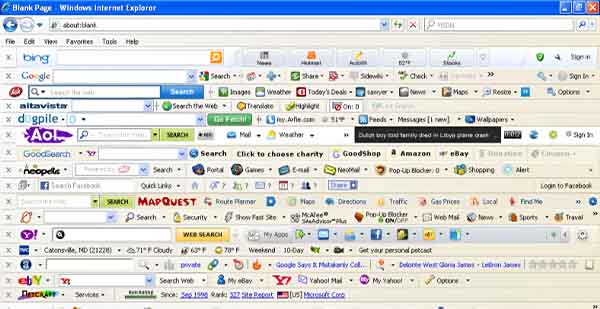 Blank Page - Windows Internet Explorer
about:blank
File Edit View Favorites Tools Help
bing News Hotmail 82°F Stocks Sign in
Google Search Share Sidewiki Check Sign In
Search the web Search Images Weather Today's Deals sawyer News Maps Resize Options
altavista Search the Web Translate Highlight On: 0
dogpile Go Fetch! my.Arfie.com 51°F Feeds Messages [1 new] Wallpapers
Aol SEARCH Mail Weather Dutch boy told family died in Libya plane crash Sign In
GoodSearch Search Click to choose charity GoodShop Amazon eBay Donation
neopets Search Portal Games E-mail NeoMail Pop-Up Blocker: 0 Shopping Alert
Search Facebook Quick Links Share Login to Facebook
SEARCH MAPQUEST Route Planner Maps Directions Traffic Gas Prices Local Find Me
Search Security Show Fast Site McAfee SiteAdvisor Plus Pop-Up Blocker ON/OFF Web Mail News Sports Travel
Y! WEB SEARCH My Apps
Catonsville, MD (21228) 71°F Cloudy 63° F 78° F Weekend 10-Day Get your personal petcast
a private Google Says It Mistakenly Coll... Delonte West Gloria James - LeBron James
ebY Search Web My eBay Yahoo! Mail My Yahoo! Options
NETCRAFT Services Since: Sep 1998 Rank: 327 Site Report [US] Microsoft Corp